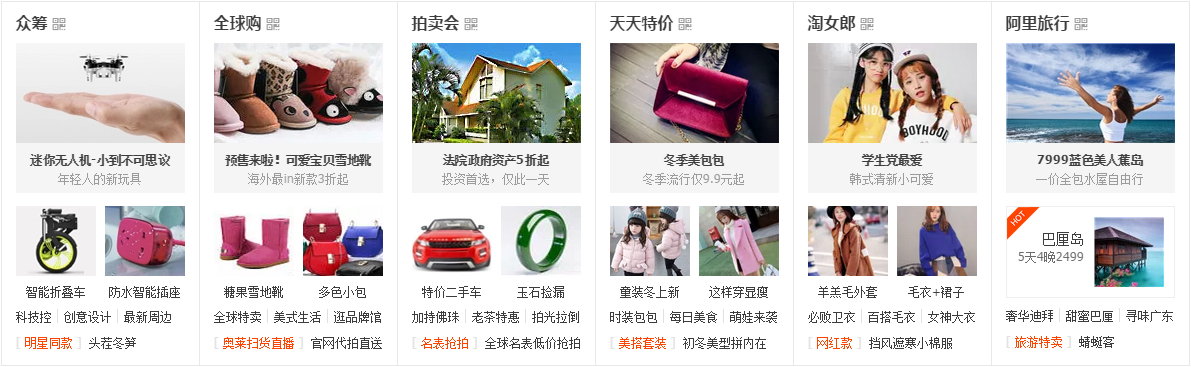 众筹
迷你无人机-小到不可思议
年轻人的新玩具
智能折叠车 防水智能插座
科技控 创意设计 最新周边
[ 明星同款 ] 头茬冬笋
全球购
预售来啦！可爱宝贝雪地靴
海外最in新款3折起
糖果雪地靴 多色小包
全球特卖 美式生活 逛品牌馆
[ 奥莱扫货直播 ] 官网代拍直送
拍卖会
法院政府资产5折起
投资首选，仅此一天
特价二手车 玉石捡漏
加持佛珠 老茶特惠 拍光拉倒
[ 名表抢拍 ] 全球名表低价抢拍
天天特价
冬季美包包
冬季流行仅9.9元起
童装冬上新 这样穿显瘦
时装包包 每日美食 萌娃来袭
[ 美搭套装 ] 初冬美型拼内在
淘女郎
BOYHOOD
学生党最爱
韩式清新小可爱
羊羔毛外套 毛衣+裙子
必败卫衣 百搭毛衣 女神大衣
[ 网红款 ] 挡风遮寒小棉服
阿里旅行
7999蓝色美人蕉岛
一价全包水屋自由行
HOT
巴厘岛
5天4晚2499
奢华迪拜 甜蜜巴厘 寻味广东
[ 旅游特卖 ] 蜻蜓客